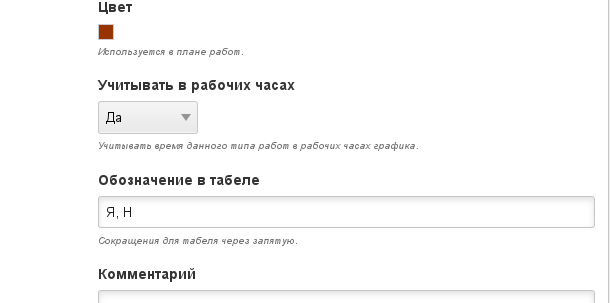 Цвет
Используется в плане работ.
Учитывать в рабочих часах
Да
Учитывать время данного типа работ в рабочих часах графика.
Обозначение в табеле
Я, Н
Сокращения для табеля через запятую.
Комментарий